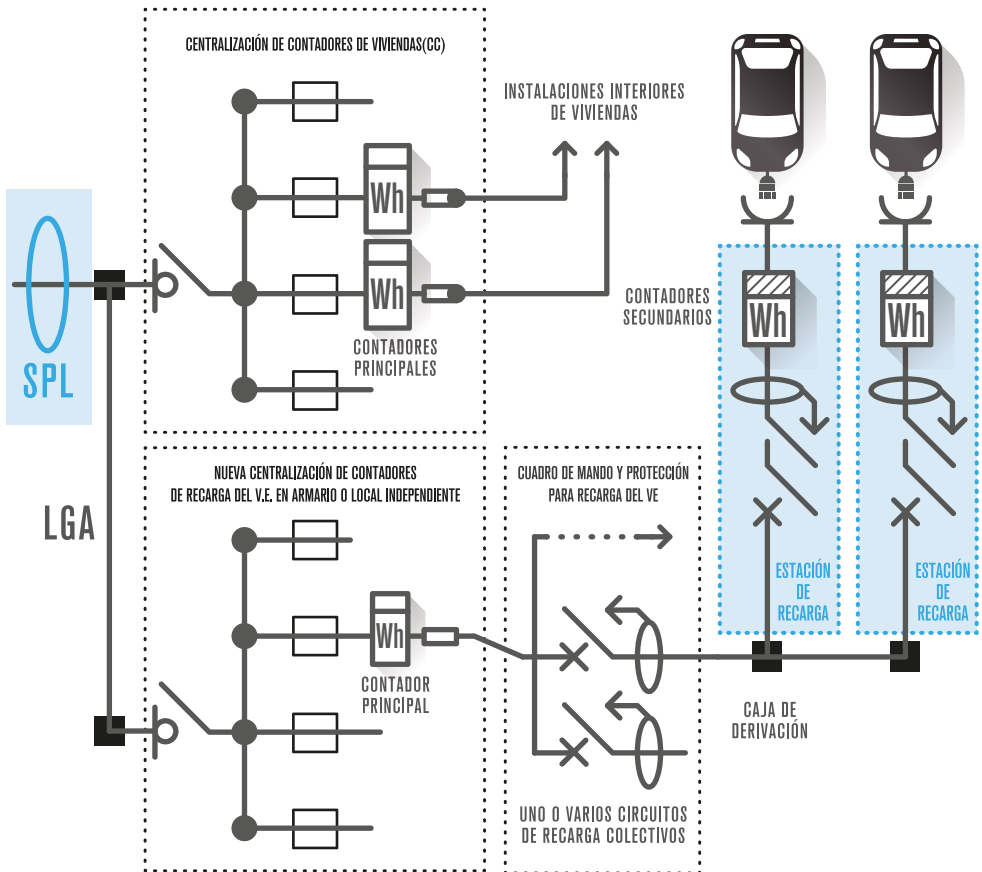 CENTRALIZACIÓN DE CONTADORES DE VIVIENDAS(CC)
INSTALACIONES INTERIORES
DE VIVIENDAS
Wh
Wh
CONTADORES
PRINCIPALES
SPL
CONTADORES
SECUNDARIOS
Wh
Wh
LGA
NUEVA CENTRALIZACIÓN DE CONTADORES
DE RECARGA DEL V.E. EN ARMARIO O LOCAL INDEPENDIENTE
CUADRO DE MANDO Y PROTECCIÓN
PARA RECARGA DEL VE
ESTACIÓN
DE
RECARGA
ESTACIÓN
DE
RECARGA
Wh
CONTADOR
PRINCIPAL
CAJA DE
DERIVACIÓN
UNO O VARIOS CIRCUITOS
DE RECARGA COLECTIVOS